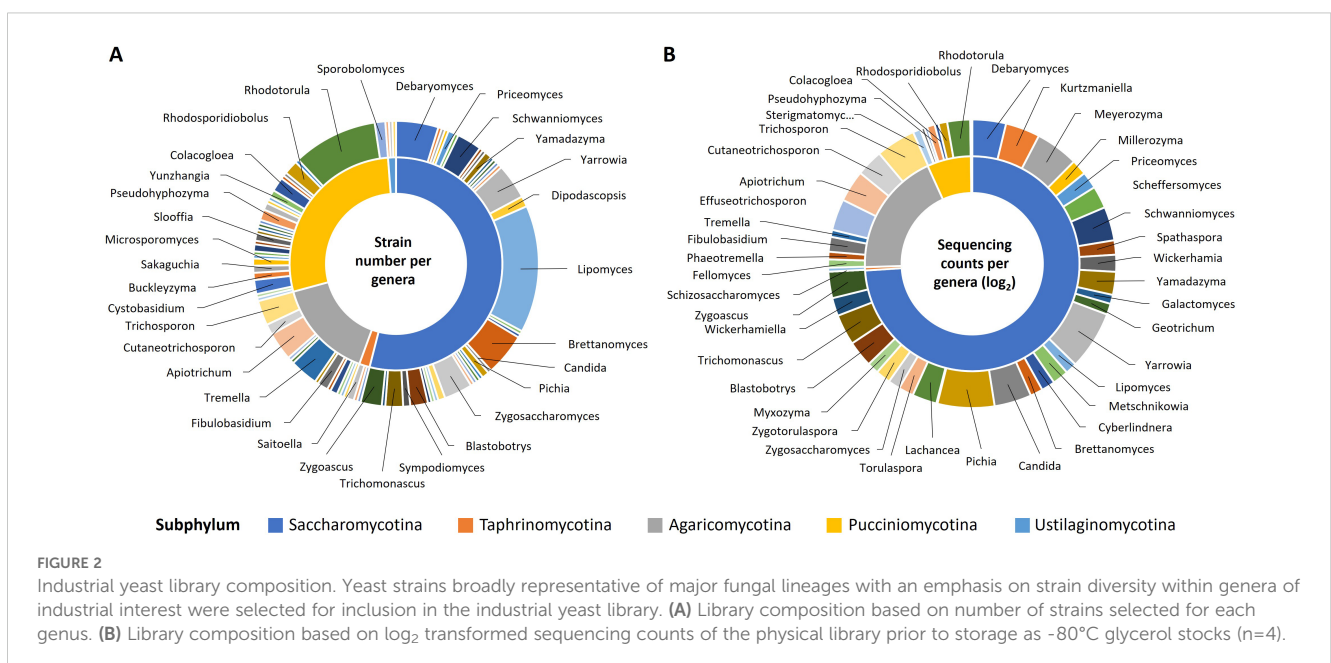 A
B
Sporobolomyces
Debaryomyces
Rhodotorula
Priceomyces
Schwanniomyces
Rhodosporidiobolus
Yamadazyma
Colacogloea
Yarrowia
Yunzhangia
Pseudohyphozyma
Dipodascopsis
Slooffia
Microsporomyces
Lipomyces
Sakaguchia
Buckleyzyma
Cystobasidium
Trichosporon
Brettanomyces
Cutaneotrichosporon
Candida
Apiotrichum
Pichia
Tremella
Zygosaccharomyces
Fibulobasidium
Blastobotrys
Saitoella
Sympodiomyces
Zygoascus
Trichomonascus
Strain
number per
genera
Rhodotorula
Rhodosporidiobolus
Debaryomyces
Colacogloea
Kurtzmaniella
Pseudohyphozyma
Meyerozyma
Sterigmatomyc...
Trichosporon
Millerozyma
Cutaneotrichosporon
Priceomyces
Scheffersomyces
Apiotrichum
Effuseotrichosporon
Schwanniomyces
Tremella
Spathaspora
Fibulobasidium
Wickerhamia
Phaeotremella
Yamadazyma
Fellomyces
Galactomyces
Schizosaccharomyces
Geotrichum
Zygoascus
Wickerhamiella
Yarrowia
Trichomonascus
Lipomyces
Blastobotrys
Metschnikowia
Myxozyma
Cyberlindnera
Zygotorulaspora
Brettanomyces
Zygosaccharomyces
Lachancea
Candida
Torulaspora
Pichia
Sequencing
counts per
genera (log₂)
Subphylum Saccharomycotina Taphrinomycotina Agaricomycotina Pucciniomycotina Ustilaginomycotina
FIGURE 2
Industrial yeast library composition. Yeast strains broadly representative of major fungal lineages with an emphasis on strain diversity within genera of
industrial interest were selected for inclusion in the industrial yeast library. (A) Library composition based on number of strains selected for each
genus. (B) Library composition based on log₂ transformed sequencing counts of the physical library prior to storage as -80°C glycerol stocks (n=4).